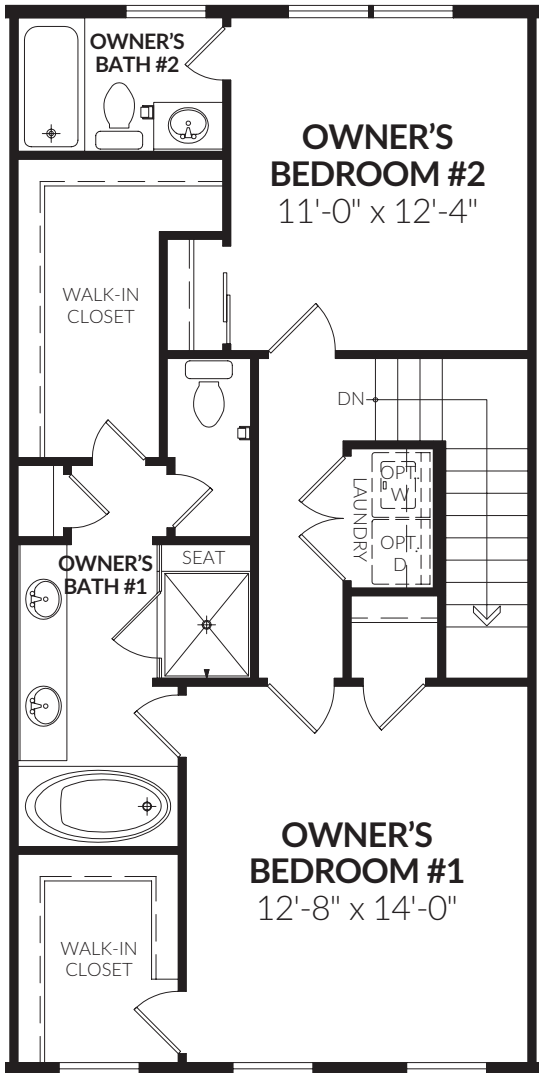 OWNER'S
BATH #2
OWNER'S
BEDROOM #2
11'-0" x 12'-4"
WALK-IN
CLOSET
DN
OPT.
W
LAUNDRY
OPT.
D
OWNER'S
BATH #1
SEAT
OWNER'S
BEDROOM #1
12'-8" x 14'-0"
WALK-IN
CLOSET